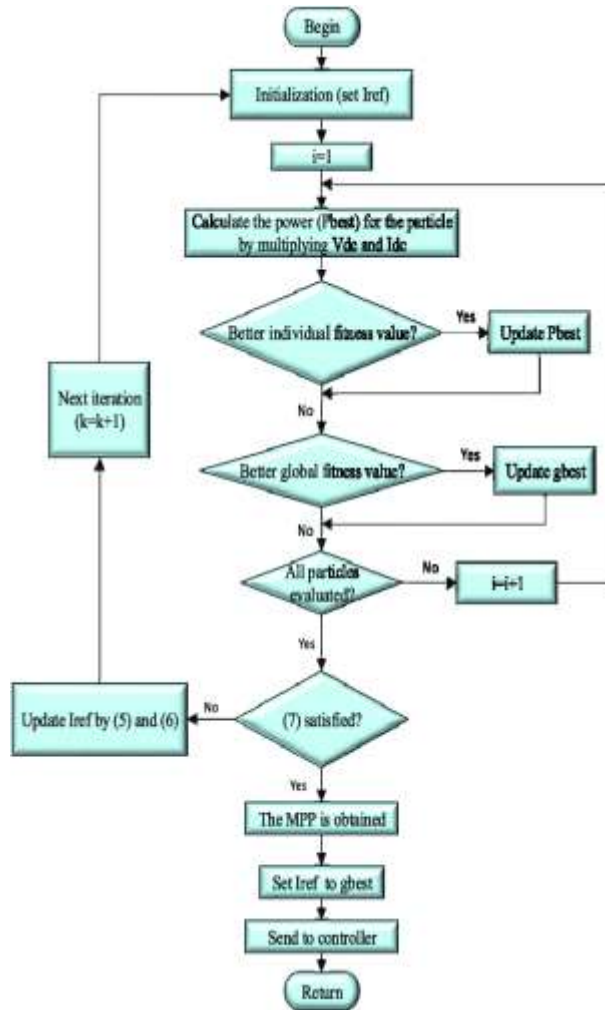 Begin
Initialization (set Iref)
i=1
Calculate the power (Pbest) for the particle
by multiplying Vdc and Idc
Better individual fitness value?
Yes
Update Pbest
No
Next iteration
(k=k+1)
Better global fitness value?
Yes
Update gbest
No
All particles
evaluated?
No
i=i+1
Yes
Update Iref by (5) and (6)
No
(7) satisfied?
Yes
The MPP is obtained
Set Iref to gbest
Send to controller
Return